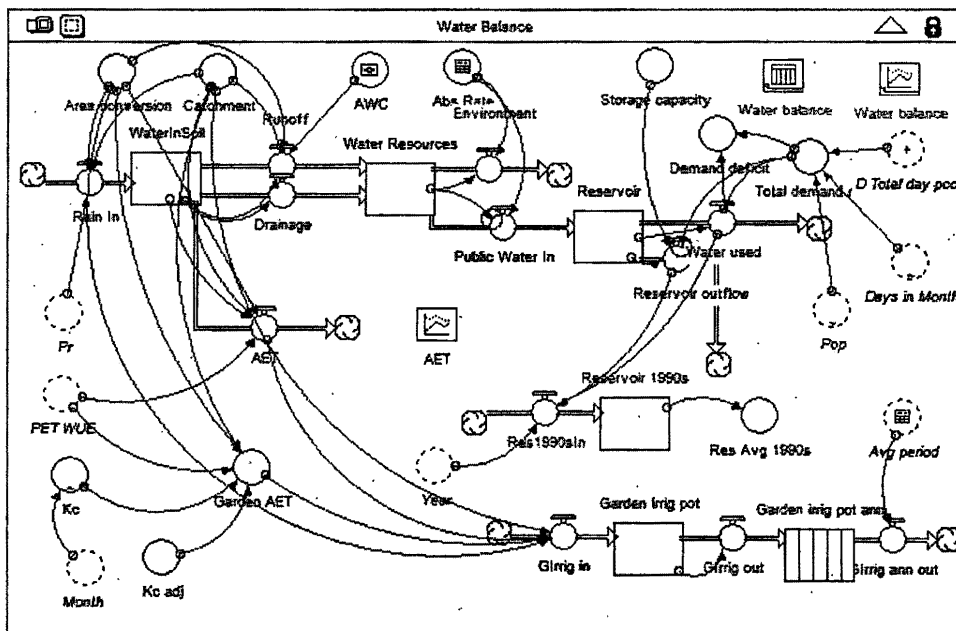 Water Balance
Area conversion
Catchment
Runoff
AWC
Abs Rate
Environment
Storage capacity
Water balance
Water balance
WaterInSoil
Water Resources
Demand deficit
Total demand
D Total day
Rain In
Drainage
Reservoir
Public Water In
Water used
Reservoir outflow
Days in Month
Pr
AET
AET
Pop
PET WUE
Reservoir 1990s
Res1990sIn
Res Avg 1990s
Avg period
Kc
Garden AET
Year
Garden irrig pot
Garden irrig pot ann
Month
Kc adj
GIrrig in
GIrrig out
GIrrig ann out